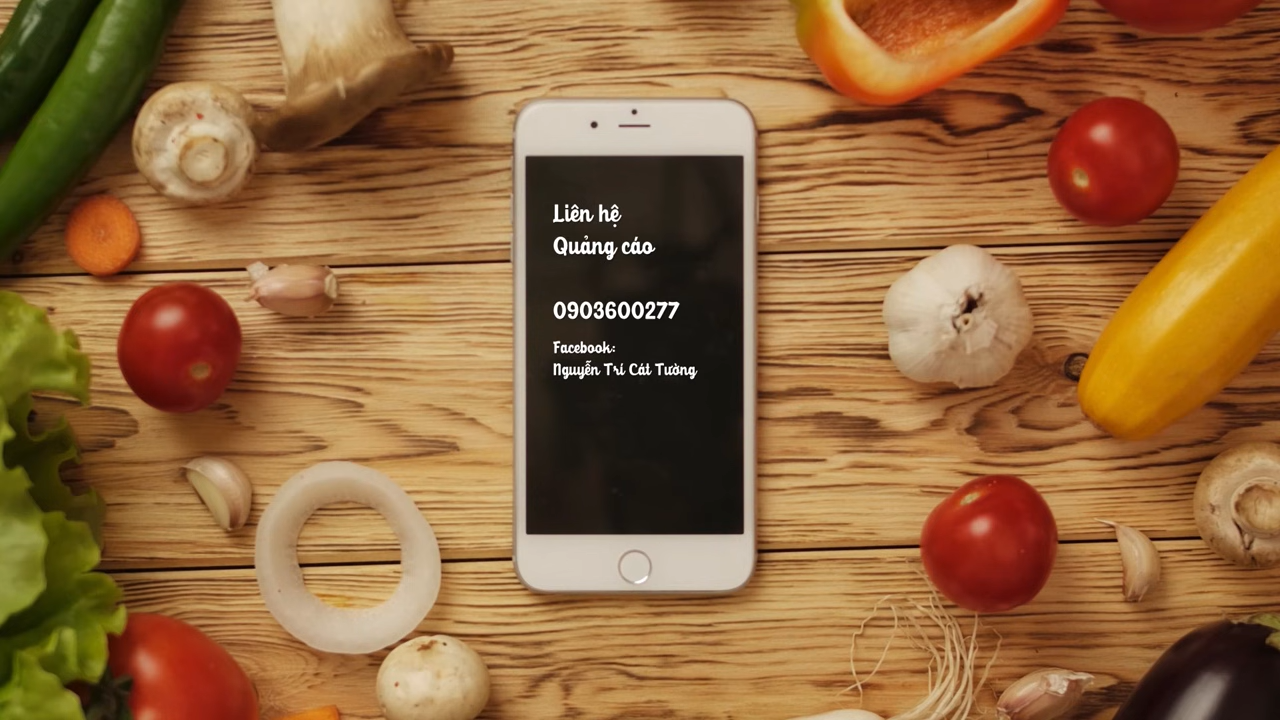 Liên hệ
Quảng cáo
0903600277
Facebook:
Nguyễn Trí Cát Tường